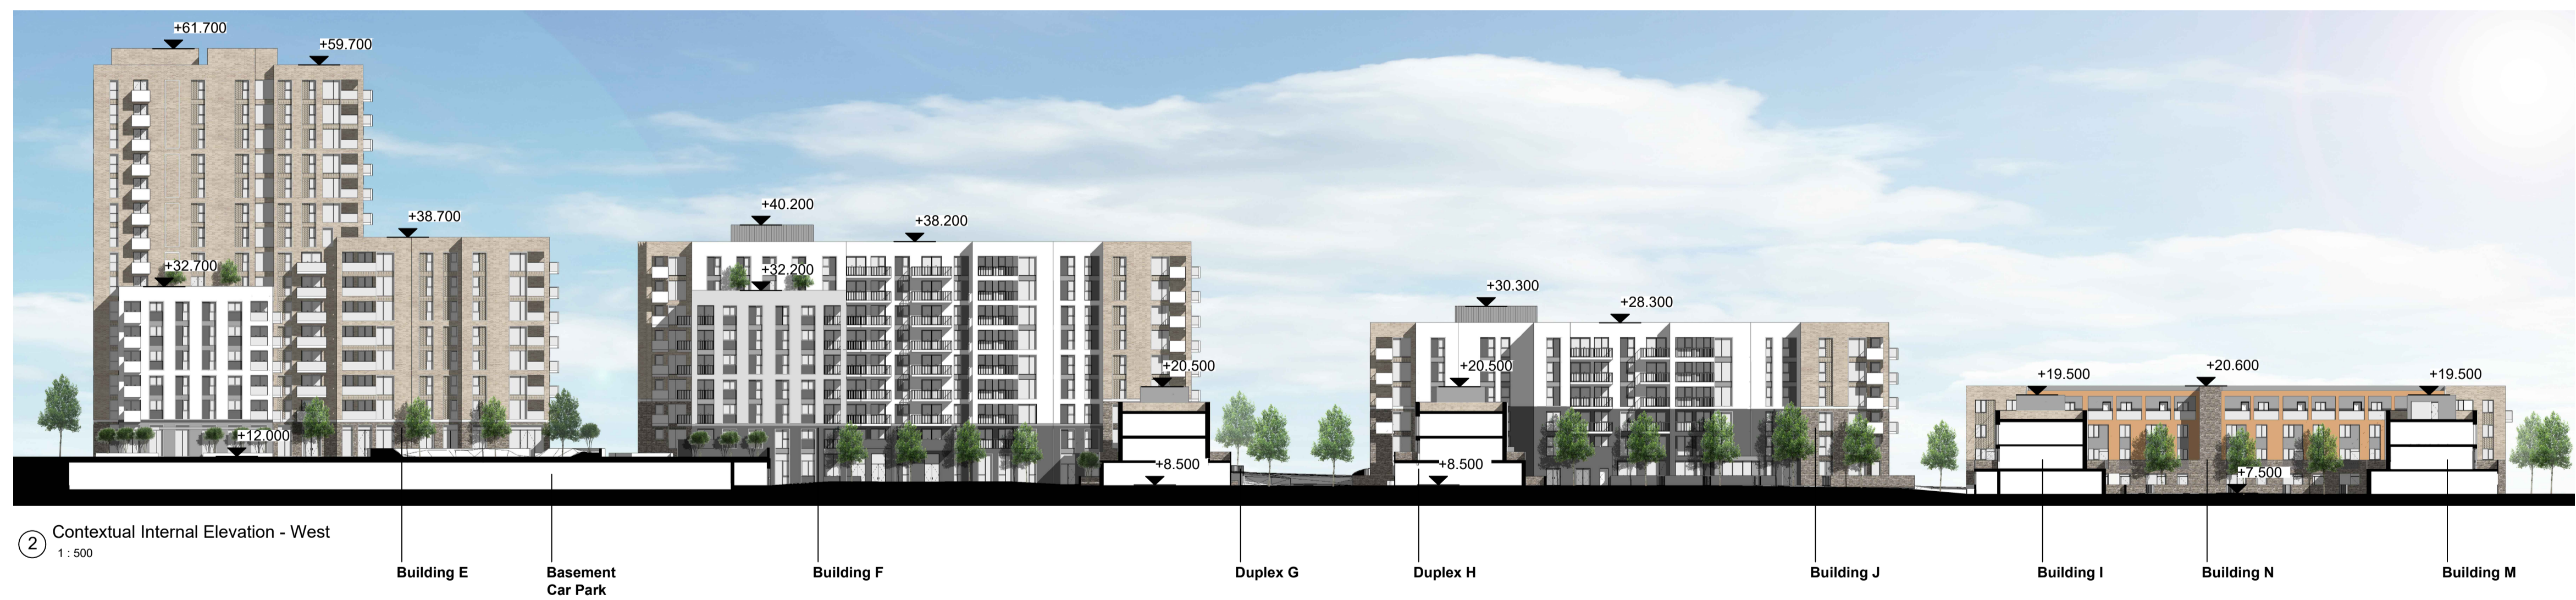 +61.700
+59.700
+38.700
+32.700
+12.000
+40.200
+38.200
+32.200
+20.500
+8.500
+30.300
+28.300
+20.500
+8.500
+19.500
+20.600
+19.500
+7.500
2
Contextual Internal Elevation - West
1 : 500
Building E
Basement
Car Park
Building F
Duplex G
Duplex H
Building J
Building I
Building N
Building M